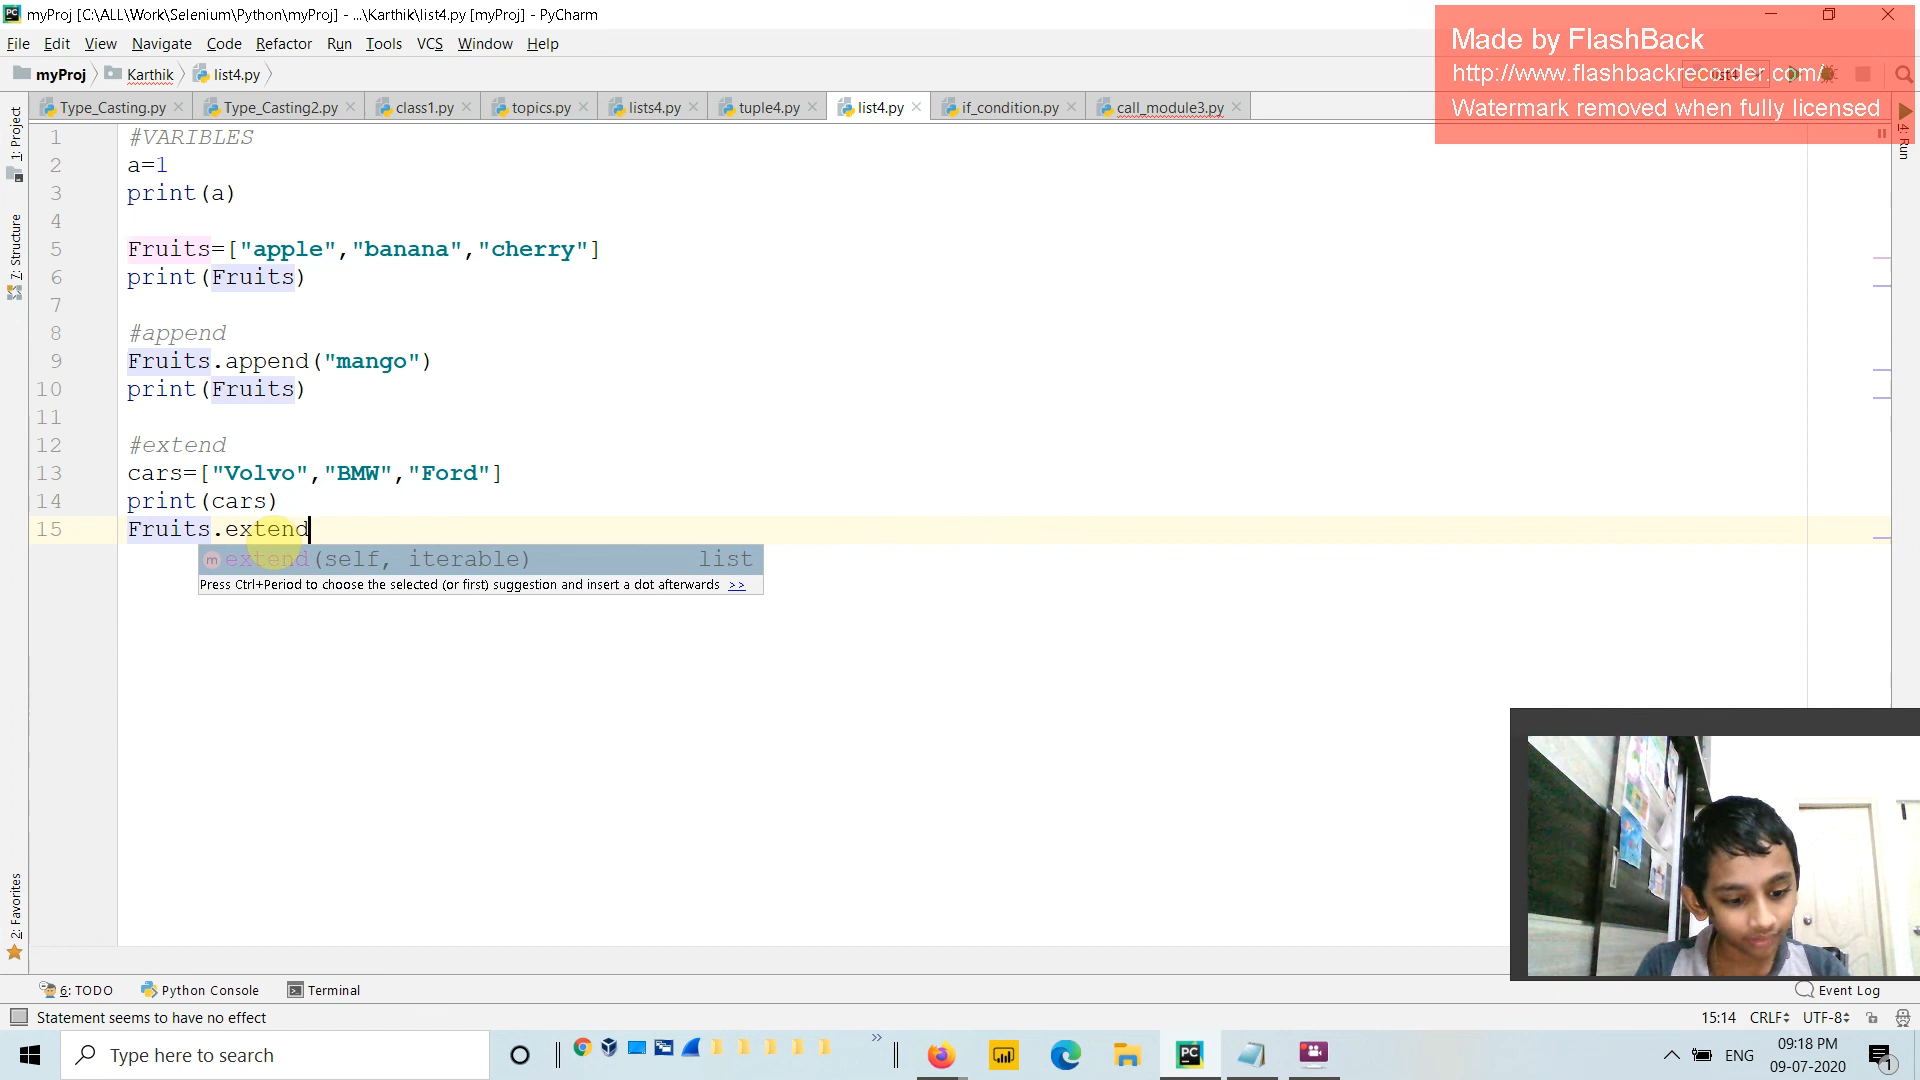 myProj [C:\ALL\Work\Selenium\Python\myProj] - ...\Karthik\list4.py [myProj] - PyCharm
File Edit View Navigate Code Refactor Run Tools VCS Window Help
Made by FlashBack
http://www.flashbackrecorder.com/
Watermark removed when fully licensed
myProj Karthik list4.py
Type_Casting.py Type_Casting2.py class1.py topics.py lists4.py tuple4.py list4.py if_condition.py call_module3.py
1: Project
7: Structure
2: Favorites
4: Run
1 #VARIBLES
2 a=1
3 print(a)
4
5 Fruits=["apple","banana","cherry"]
6 print(Fruits)
7
8 #append
9 Fruits.append("mango")
10 print(Fruits)
11
12 #extend
13 cars=["Volvo","BMW","Ford"]
14 print(cars)
15 Fruits.extend
m extend(self, iterable) list
Press Ctrl+Period to choose the selected (or first) suggestion and insert a dot afterwards >>
6: TODO Python Console Terminal Event Log
Statement seems to have no effect 15:14 CRLF UTF-8
Type here to search
PC
ENG
09:18 PM
09-07-2020
1